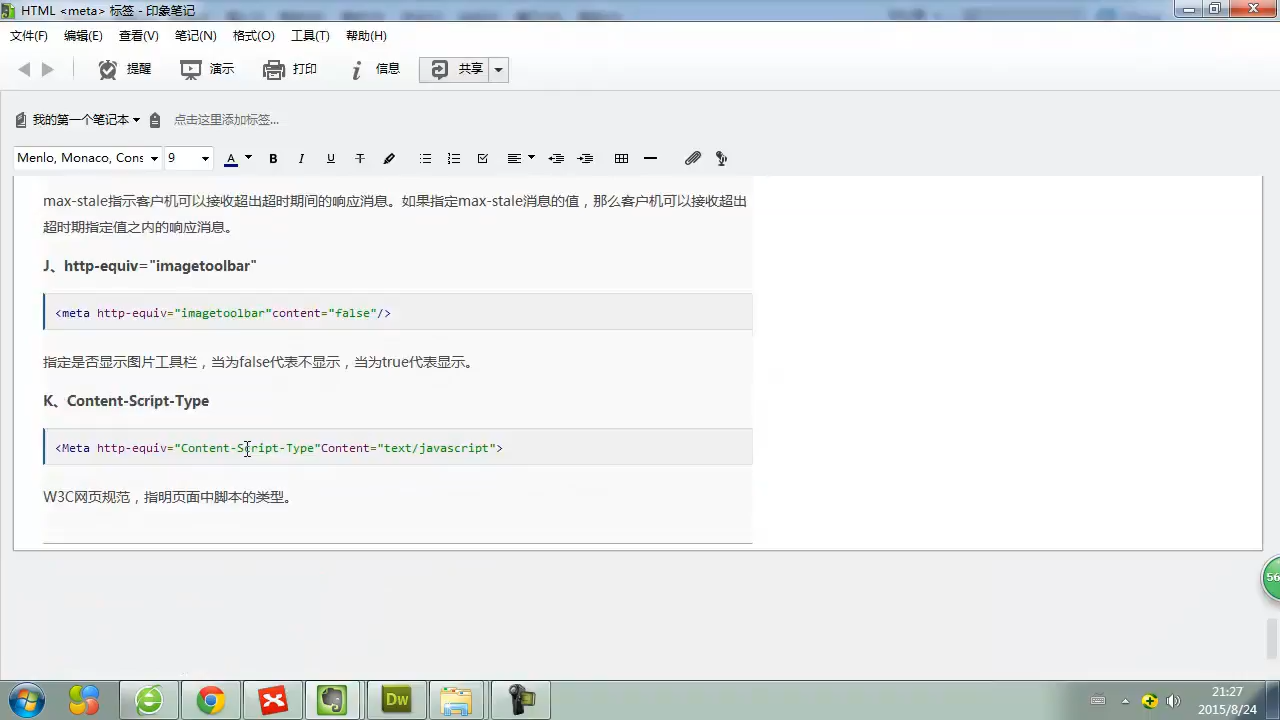 HTML <meta> 标签 - 印象笔记
文件(F) 编辑(E) 查看(V) 笔记(N) 格式(O) 工具(T) 帮助(H)
提醒 演示 打印 信息 共享
我的第一个笔记本 点击这里添加标签...
Menlo, Monaco, Cons 9 A B I U T
max-stale指示客户机可以接收超出超时期间的响应消息。如果指定max-stale消息的值，那么客户机可以接收超出
超时期指定值之内的响应消息。
J、http-equiv="imagetoolbar"
<meta http-equiv="imagetoolbar"content="false"/>
指定是否显示图片工具栏，当为false代表不显示，当为true代表显示。
K、Content-Script-Type
<Meta http-equiv="Content-Script-Type"Content="text/javascript">
W3C网页规范，指明页面中脚本的类型。
56
Dw
21:27
2015/8/24